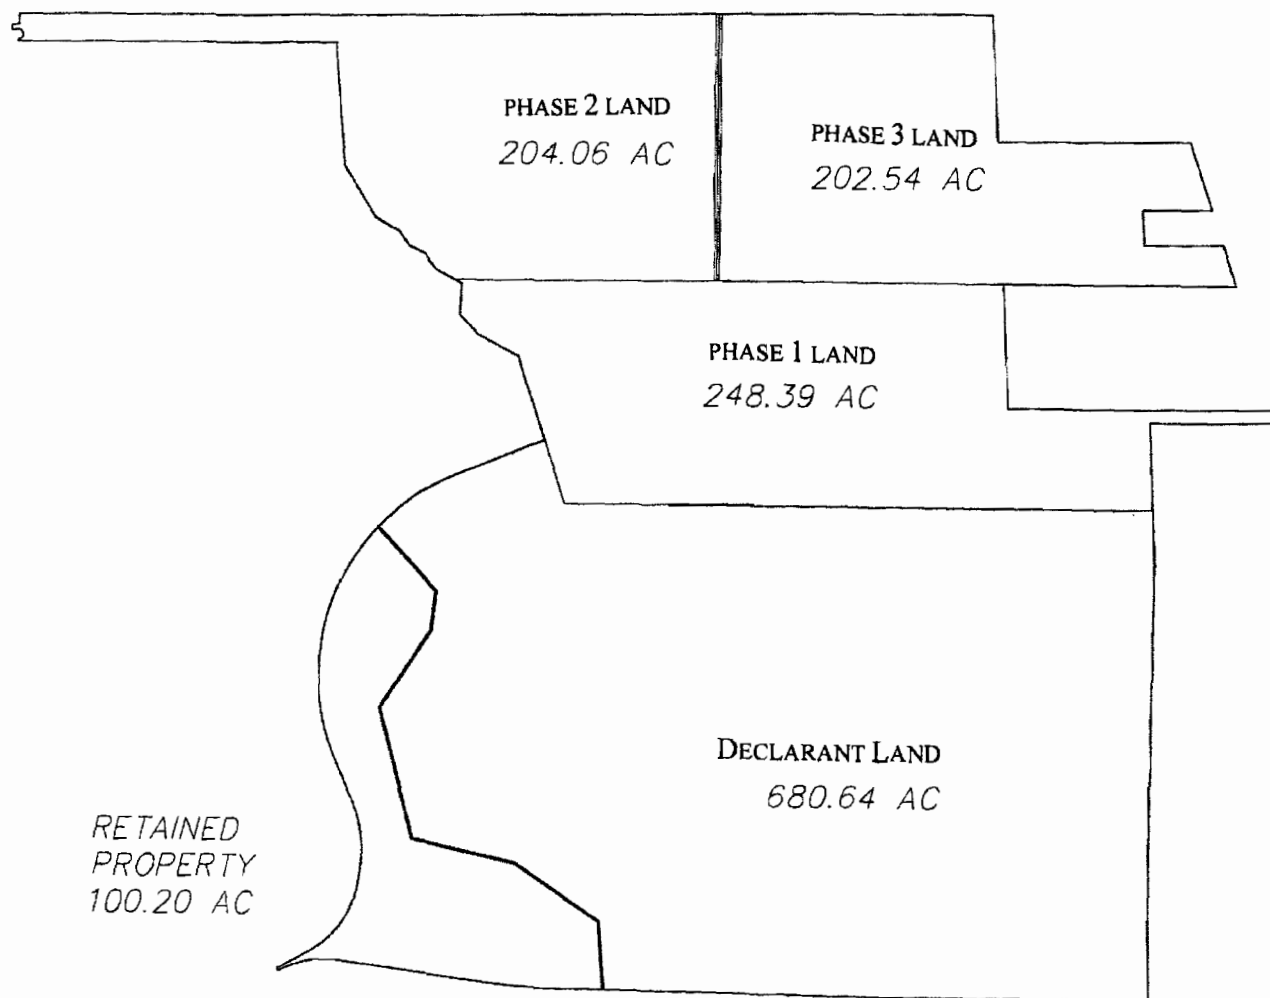 PHASE 2 LAND
204.06 AC
PHASE 3 LAND
202.54 AC
PHASE 1 LAND
248.39 AC
DECLARANT LAND
680.64 AC
RETAINED
PROPERTY
100.20 AC